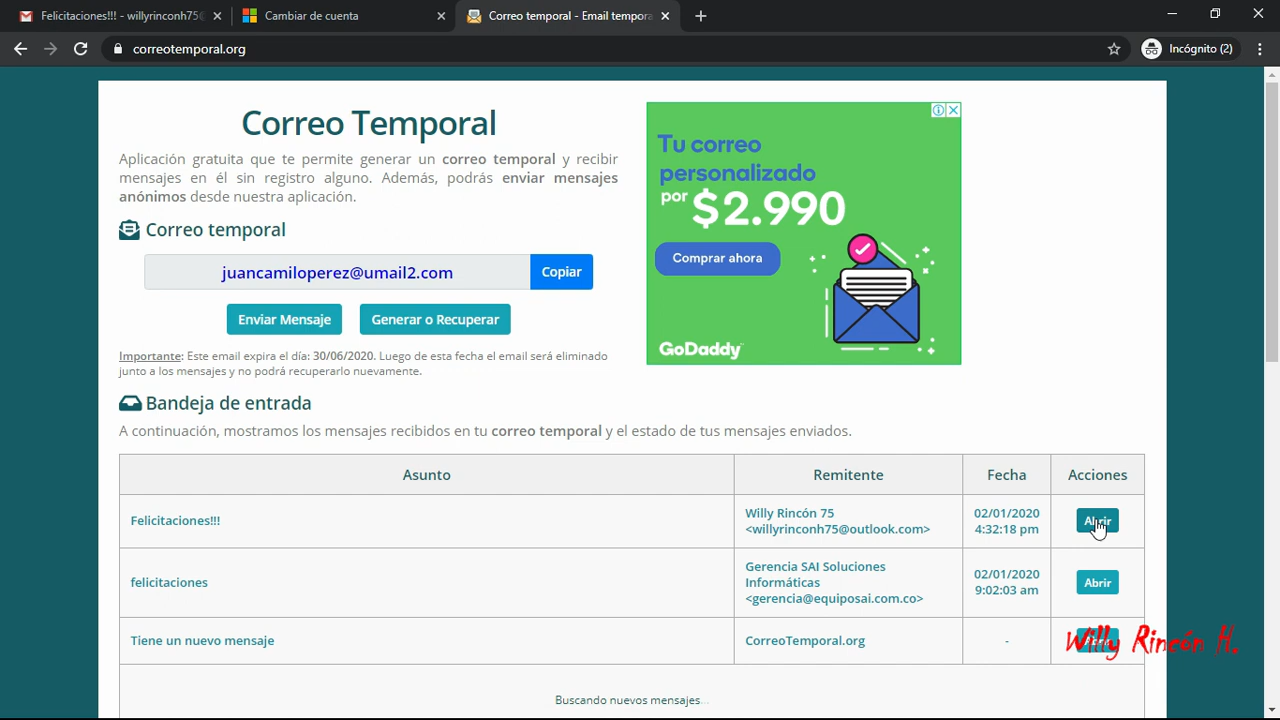 Felicitaciones!!! - willyrinconh75@
Cambiar de cuenta
Correo temporal - Email tempora
correotemporal.org
Incógnito (2)
Correo Temporal
Aplicación gratuita que te permite generar un correo temporal y recibir
mensajes en él sin registro alguno. Además, podrás enviar mensajes
anónimos desde nuestra aplicación.
Correo temporal
juancamiloperez@umail2.com
Copiar
Enviar Mensaje
Generar o Recuperar
Importante: Este email expira el día: 30/06/2020. Luego de esta fecha el email será eliminado
junto a los mensajes y no podrá recuperarlo nuevamente.
Tu correo
personalizado
por $2.990
Comprar ahora
GoDaddy
Bandeja de entrada
A continuación, mostramos los mensajes recibidos en tu correo temporal y el estado de tus mensajes enviados.
Asunto
Remitente
Fecha
Acciones
Felicitaciones!!!
Willy Rincón 75
<willyrinconh75@outlook.com>
02/01/2020
4:32:18 pm
Abrir
felicitaciones
Gerencia SAI Soluciones
Informáticas
<gerencia@equiposai.com.co>
02/01/2020
9:02:03 am
Abrir
Tiene un nuevo mensaje
CorreoTemporal.org
-
Willy Rincón H.
Buscando nuevos mensajes...